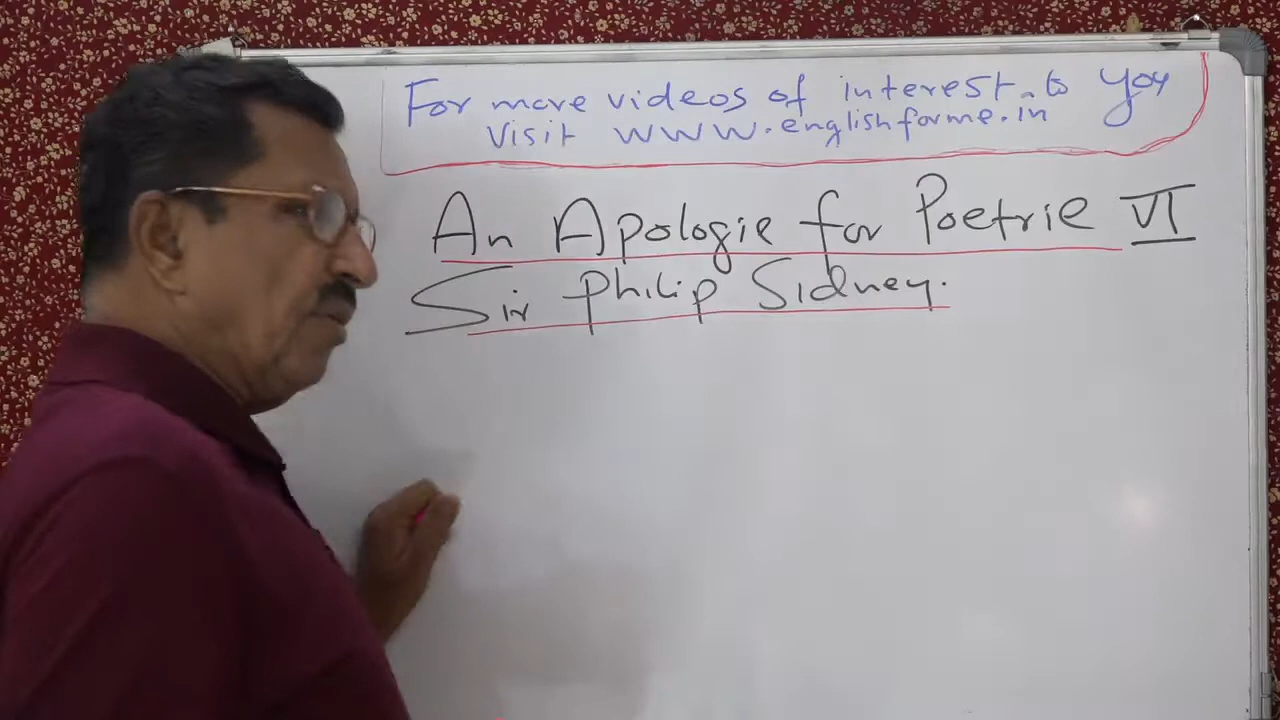 For more videos of interest to you
visit www.englishforme.in
An Apologie for Poetrie VI
Sir Philip Sidney.